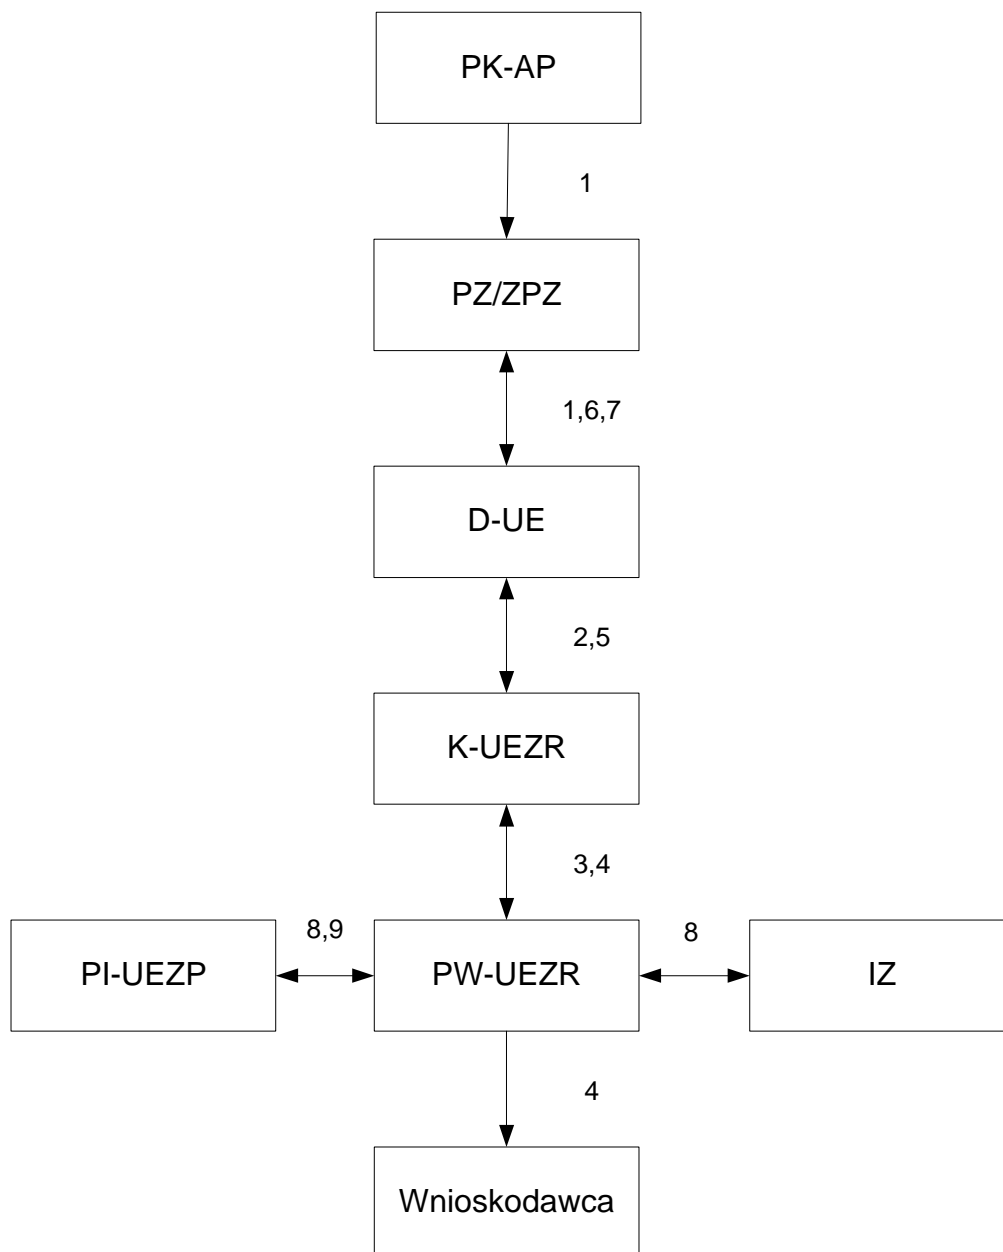 PK-AP
1
PZ/ZPZ
1,6,7
D-UE
2,5
K-UEZR
3,4
8,9
8
PI-UEZP
PW-UEZR
IZ
4
Wnioskodawca